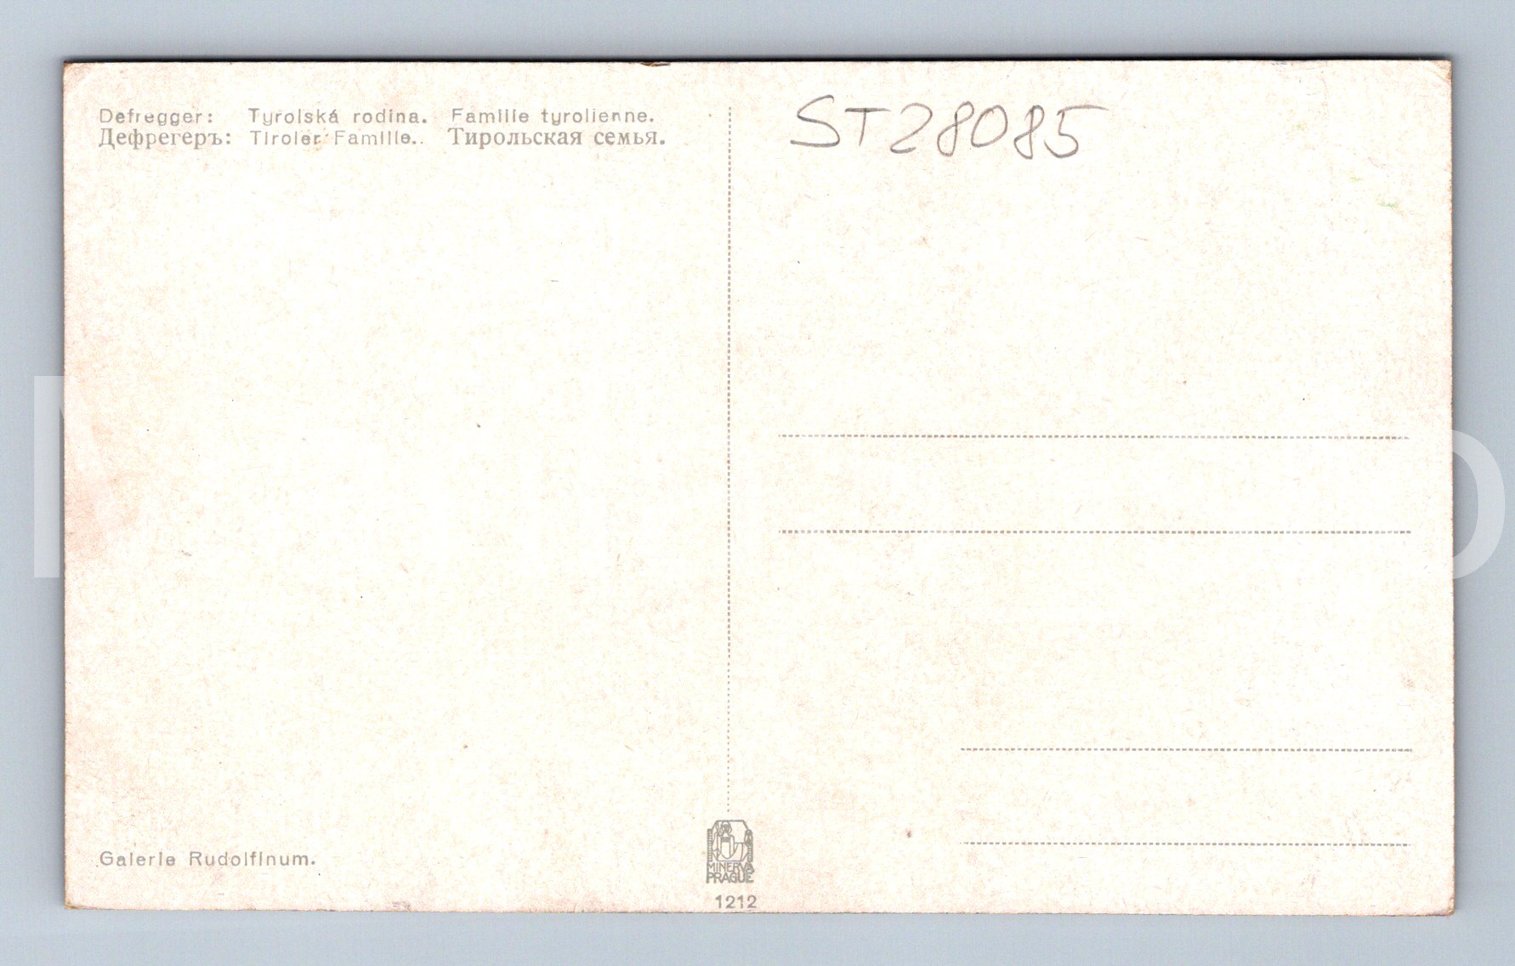 Defregger: Tyrolská rodina. Famille tyrolienne.
Дефрегеръ: Tiroler Familie.. Тирольская семья.
ST28085
Galerie Rudolfinum.
MINERVA
PRAGUE
1212